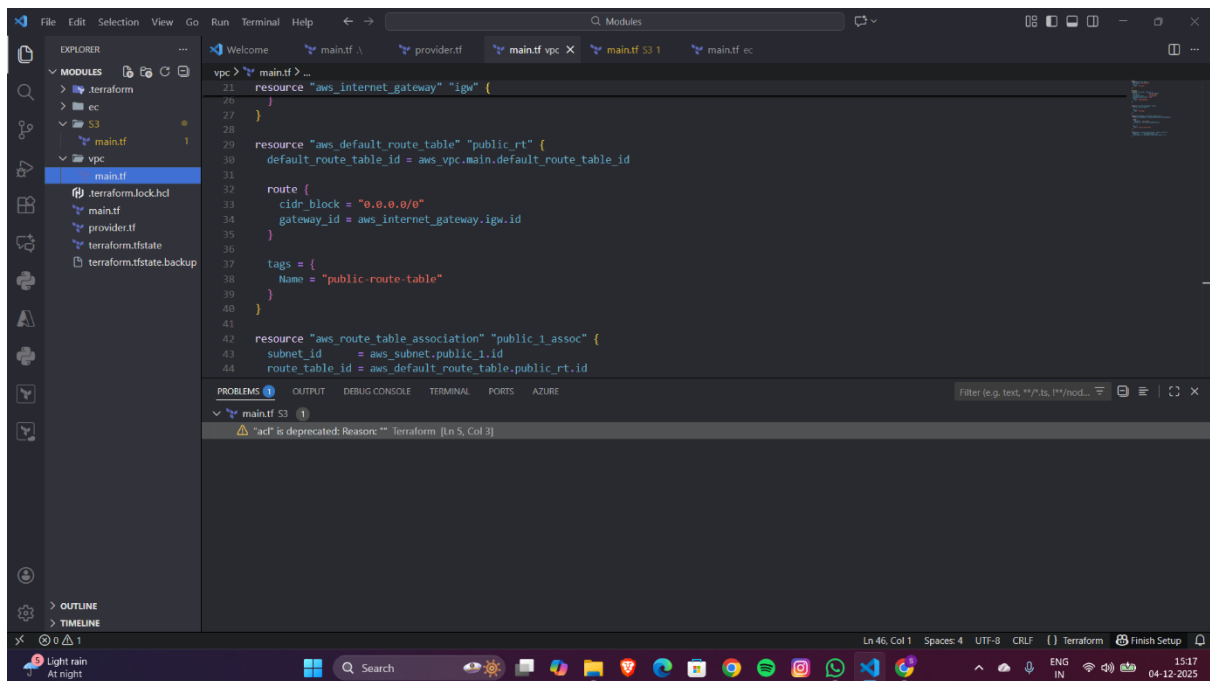 File Edit Selection View Go Run Terminal Help
Modules
EXPLORER
MODULES
.terraform
ec
S3
main.tf 1
vpc
main.tf
.terraform.lock.hcl
main.tf
provider.tf
terraform.tfstate
terraform.tfstate.backup
OUTLINE
TIMELINE
Welcome main.tf .\ provider.tf main.tf vpc main.tf S3 1 main.tf ec
vpc > main.tf > ...
21 resource "aws_internet_gateway" "igw" {
26 }
27 }
28
29 resource "aws_default_route_table" "public_rt" {
30 default_route_table_id = aws_vpc.main.default_route_table_id
31
32 route {
33 cidr_block = "0.0.0.0/0"
34 gateway_id = aws_internet_gateway.igw.id
35 }
36
37 tags = {
38 Name = "public-route-table"
39 }
40 }
41
42 resource "aws_route_table_association" "public_1_assoc" {
43 subnet_id = aws_subnet.public_1.id
44 route_table_id = aws_default_route_table.public_rt.id
PROBLEMS 1 OUTPUT DEBUG CONSOLE TERMINAL PORTS AZURE
Filter (e.g. text, **/*.ts, !**/nod...
main.tf S3 1
"acl" is deprecated: Reason: "" Terraform [Ln 5, Col 3]
0 1
Ln 46, Col 1 Spaces: 4 UTF-8 CRLF { } Terraform Finish Setup
5
Light rain
At night
Search
ENG
IN
15:17
04-12-2025